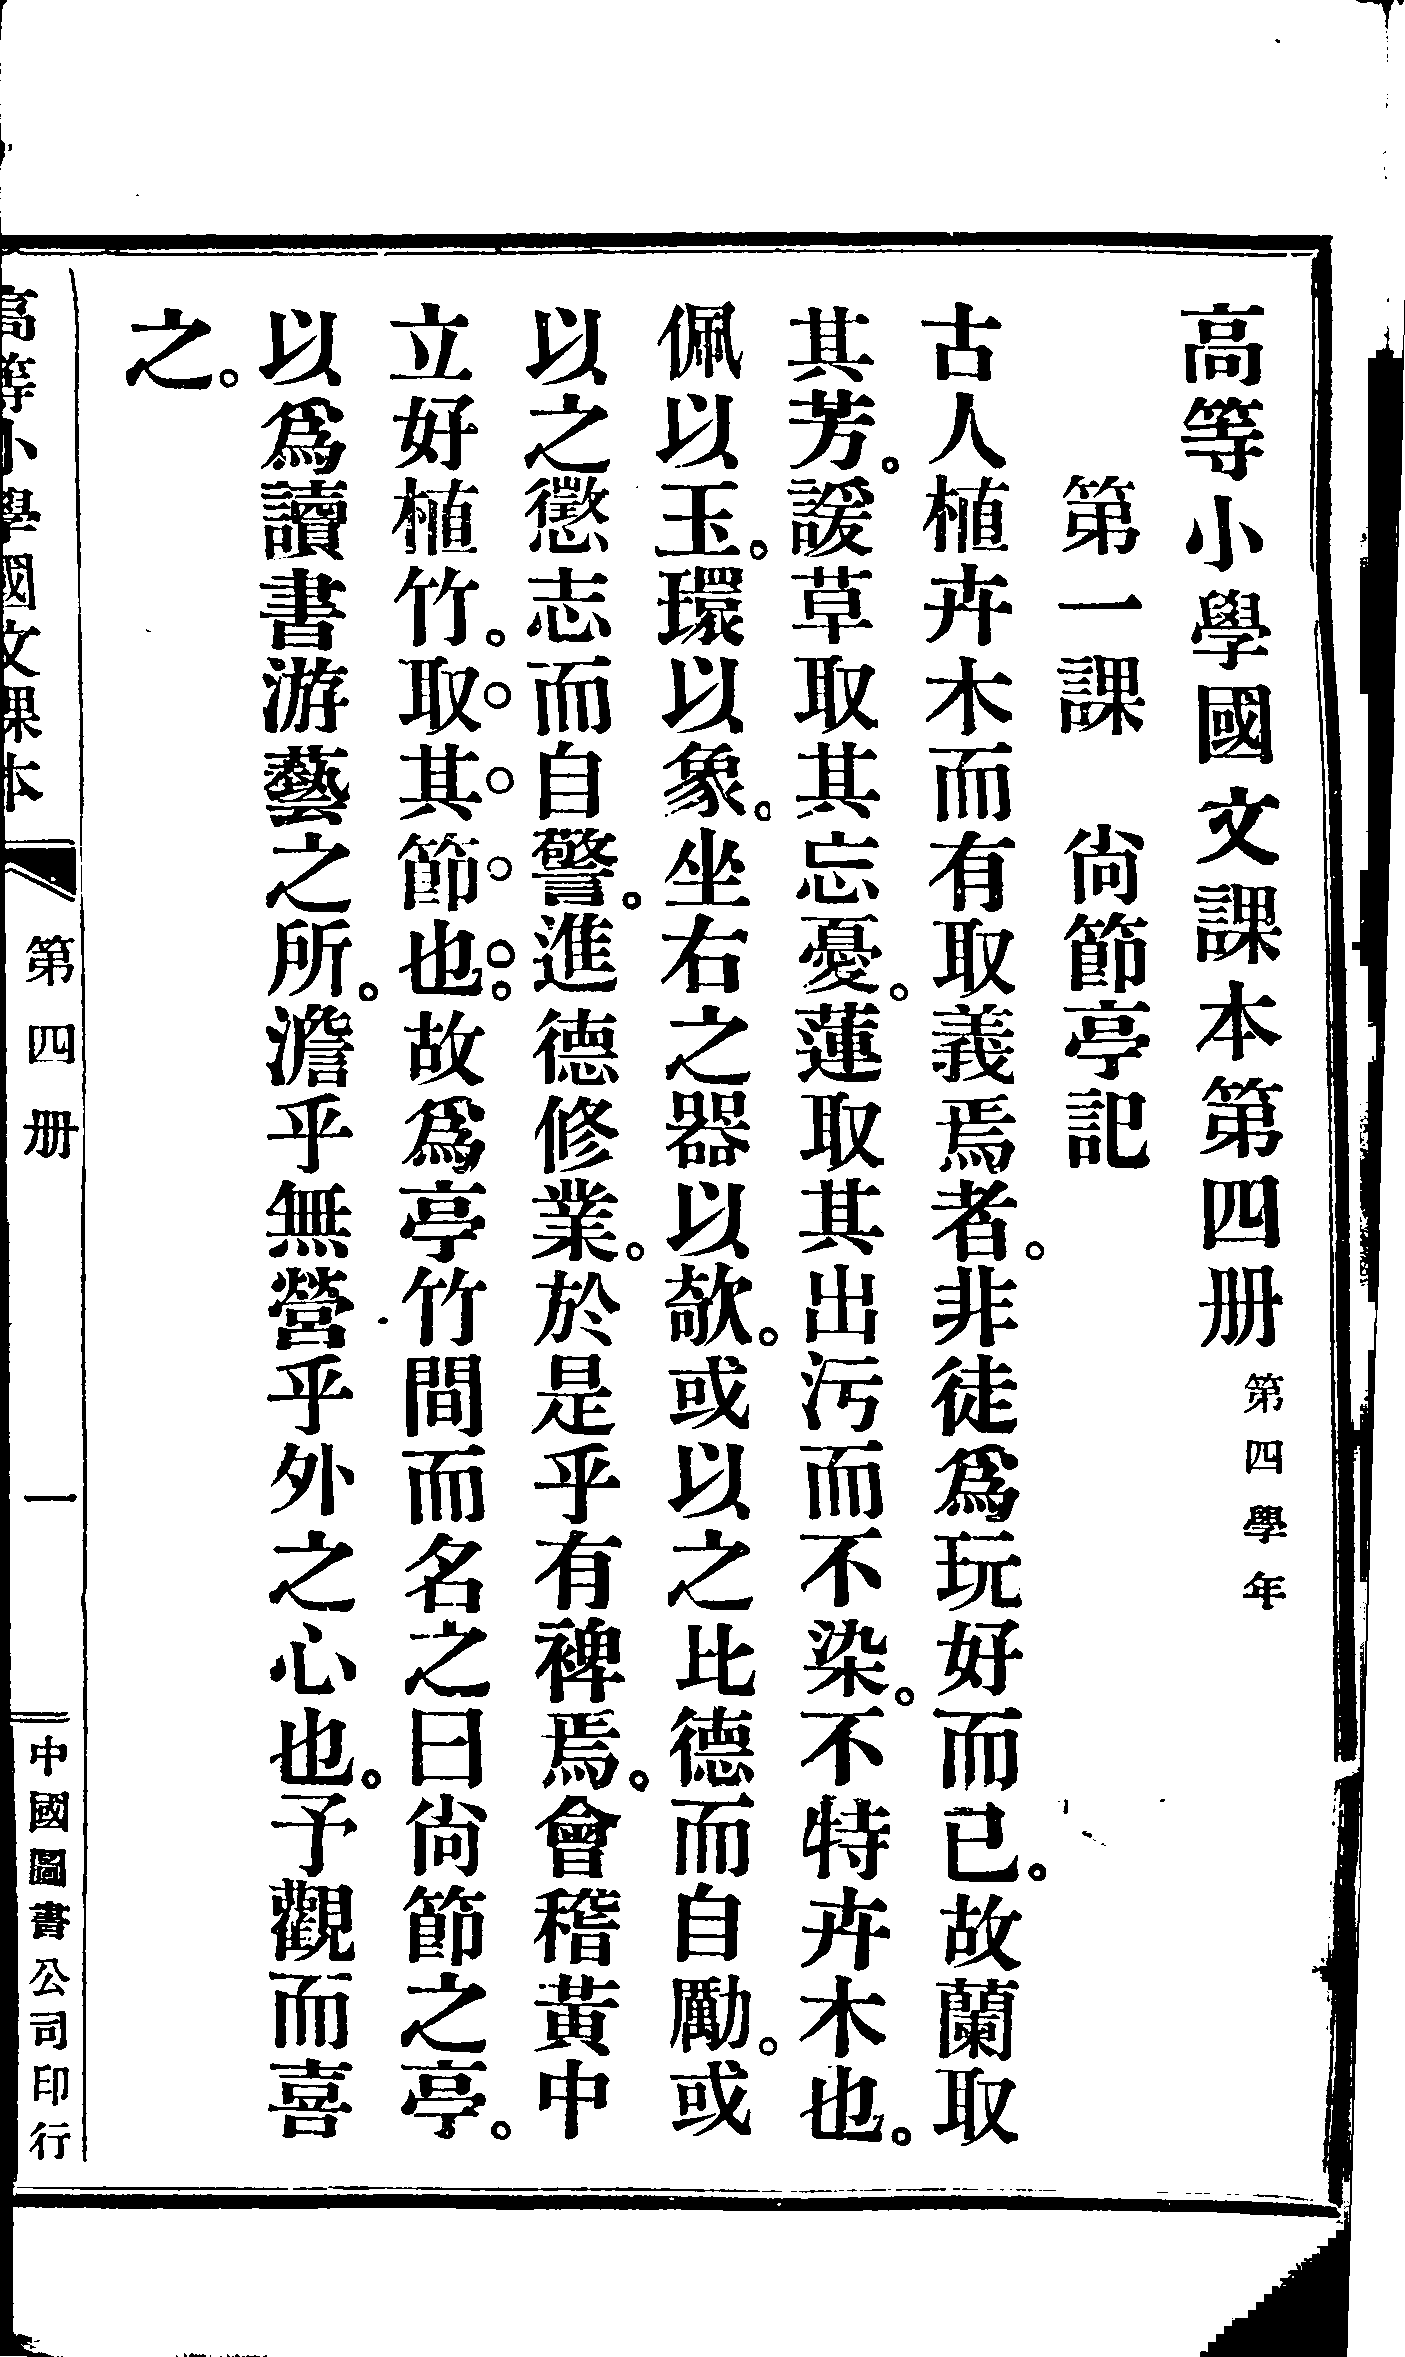 高等小學國文課本第四册 第四學年
第一課 尙節亭記
古人植卉木而有取義焉者。非徒爲玩好而已。故蘭取
其芳。諼草取其忘憂。蓮取其出污而不染。不特卉木也。
佩以玉。環以象。坐右之器以欹。或以之比德而自勵。或
以之懲志而自警。進德修業。於是乎有裨焉。會稽黃中
立好植竹。取其節也。故爲亭竹間而名之曰尙節之亭。
以爲讀書游藝之所。澹乎無營乎外之心也。予觀而喜
之。
高等小學國文課本 第四册 一 中國圖書公司印行